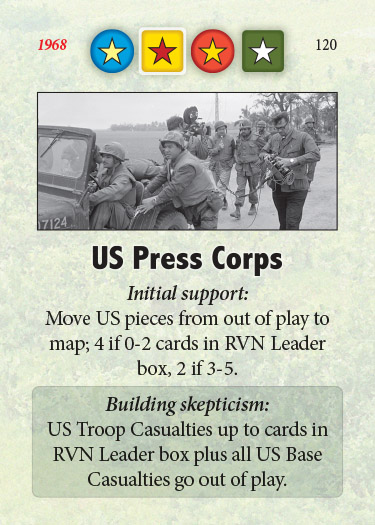 1968
120
17124
US Press Corps
Initial support:
Move US pieces from out of play to
map; 4 if 0-2 cards in RVN Leader
box, 2 if 3-5.
Building skepticism:
US Troop Casualties up to cards in
RVN Leader box plus all US Base
Casualties go out of play.